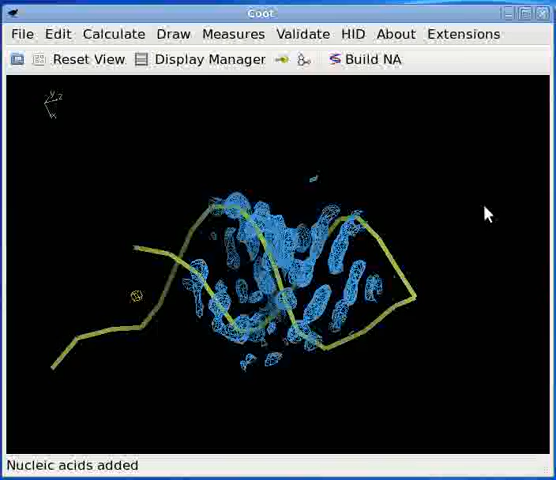 Coot
File Edit Calculate Draw Measures Validate HID About Extensions
Reset View Display Manager Build NA
Nucleic acids added